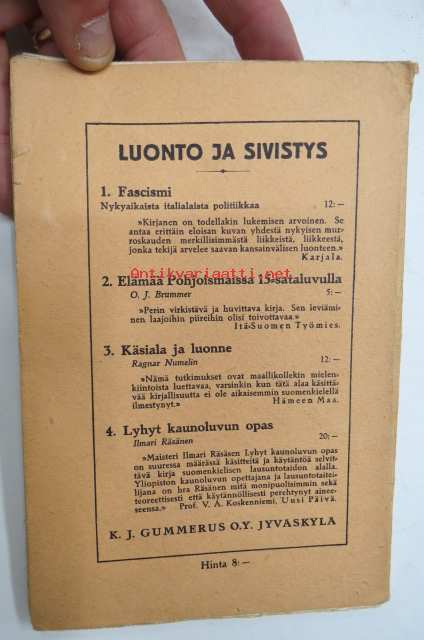 LUONTO JA SIVISTYS
1. Fascismi
Nykyaikaista italialaista politiikkaa 12:—
»Kirjanen on todellakin lukemisen arvoinen. Se
antaa erittäin eloisan kuvan yhdestä nykyisen mur-
roskauden merkillisimmästä liikkeistä, liikkeestä,
jonka tekijä arvelee saavan kansainvälisen luonteen.»
Karjala.
Antikvariaatti.net
2. Elämää Pohjoismaissa 13-sataluvulla
O. J. Brummer 5:—
»Perin virkistävä ja huvittava kirja. Sen leviämi-
nen laajoihin piireihin olisi toivottavaa.»
Itä-Suomen Työmies.
3. Käsiala ja luonne
Ragnar Numelin 12:—
»Nämä tutkimukset ovat maallikollekin mielen-
kiintoista luettavaa, varsinkin kun tätä alaa käsittä-
vää kirjallisuutta ei ole aikaisemmin suomenkielellä
ilmestynyt.» Hämeen Maa.
4. Lyhyt kaunoluvun opas
Ilmari Räsänen 20:—
»Maisteri Ilmari Räsäsen Lyhyt kaunoluvun opas
on suuressa määrässä käsitteitä ja käytäntöä selvit-
tävä kirja suomenkielisen lausuntotaidon alalla.
Yliopiston kaunoluvun opettajana ja lausuntotaitei-
lijana on hra Räsänen mitä monipuolisimmin sekä
teoreettisesti että käytännöllisesti perehtynyt ainee-
seensa.» Prof. V. A. Koskenniemi, Uusi Päivä.
K. J. GUMMERUS O.Y. JYVÄSKYLÄ
Hinta 8:—